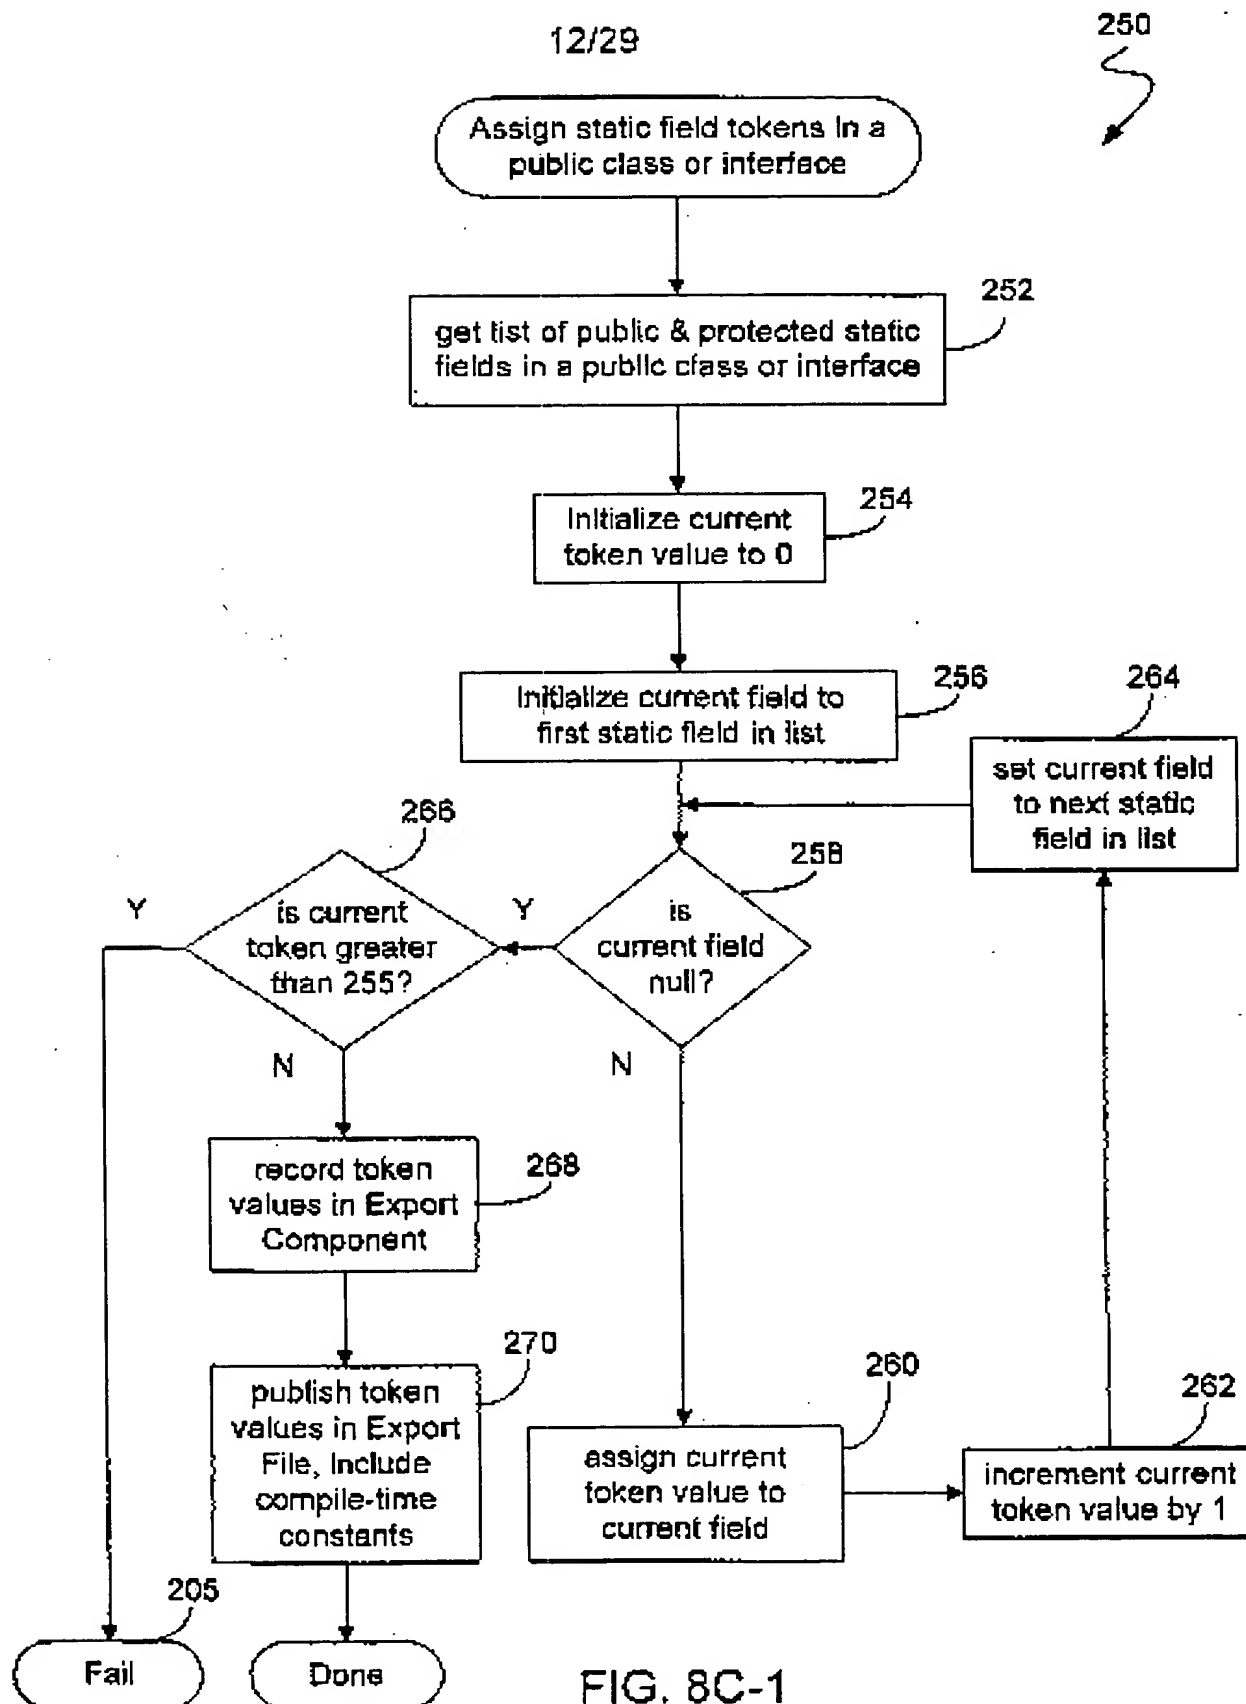 12/29
250
Assign static field tokens in a
public class or interface
252
get list of public & protected static
fields in a public class or interface
254
Initialize current
token value to 0
256
Initialize current field to
first static field in list
264
set current field
to next static
field in list
266
Y
is current
token greater
than 255?
N
258
Y
is
current field
null?
N
268
record token
values in Export
Component
270
publish token
values in Export
File, Include
compile-time
constants
260
assign current
token value to
current field
262
increment current
token value by 1
205
Fail
Done
FIG. 8C-1